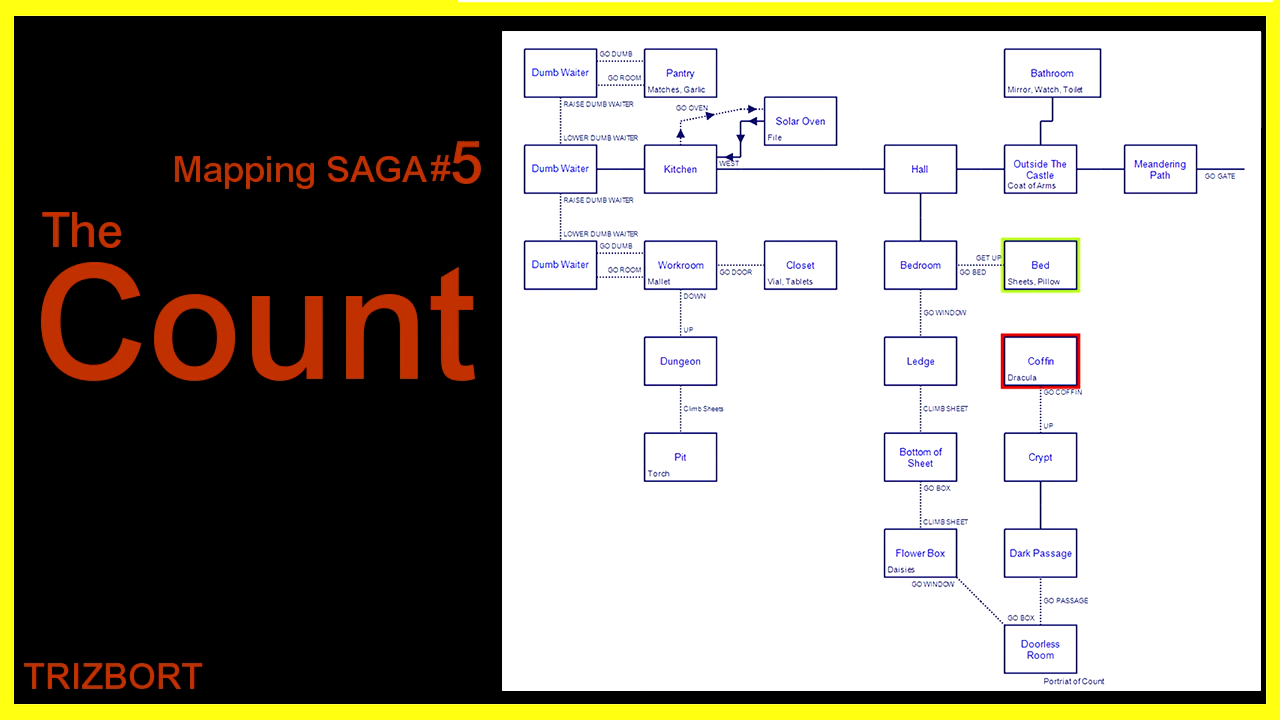 Mapping SAGA #5
The
Count
TRIZBORT
Dumb Waiter
GO DUMB
GO ROOM
Pantry
Matches, Garlic
Bathroom
Mirror, Watch, Toilet
RAISE DUMB WAITER
LOWER DUMB WAITER
GO OVEN
Solar Oven
File
WEST
Dumb Waiter
Kitchen
Hall
Outside The
Castle
Coat of Arms
Meandering
Path
GO GATE
RAISE DUMB WAITER
LOWER DUMB WAITER
Dumb Waiter
GO DUMB
GO ROOM
Workroom
Mallet
GO DOOR
Closet
Vial, Tablets
Bedroom
GET UP
GO BED
Bed
Sheets, Pillow
DOWN
UP
GO WINDOW
Dungeon
Ledge
Coffin
Dracula
GO COFFIN
Climb Sheets
CLIMB SHEET
UP
Pit
Torch
Bottom of
Sheet
Crypt
GO BOX
CLIMB SHEET
Flower Box
Daisies
Dark Passage
GO WINDOW
GO PASSAGE
GO BOX
Doorless
Room
Portriat of Count